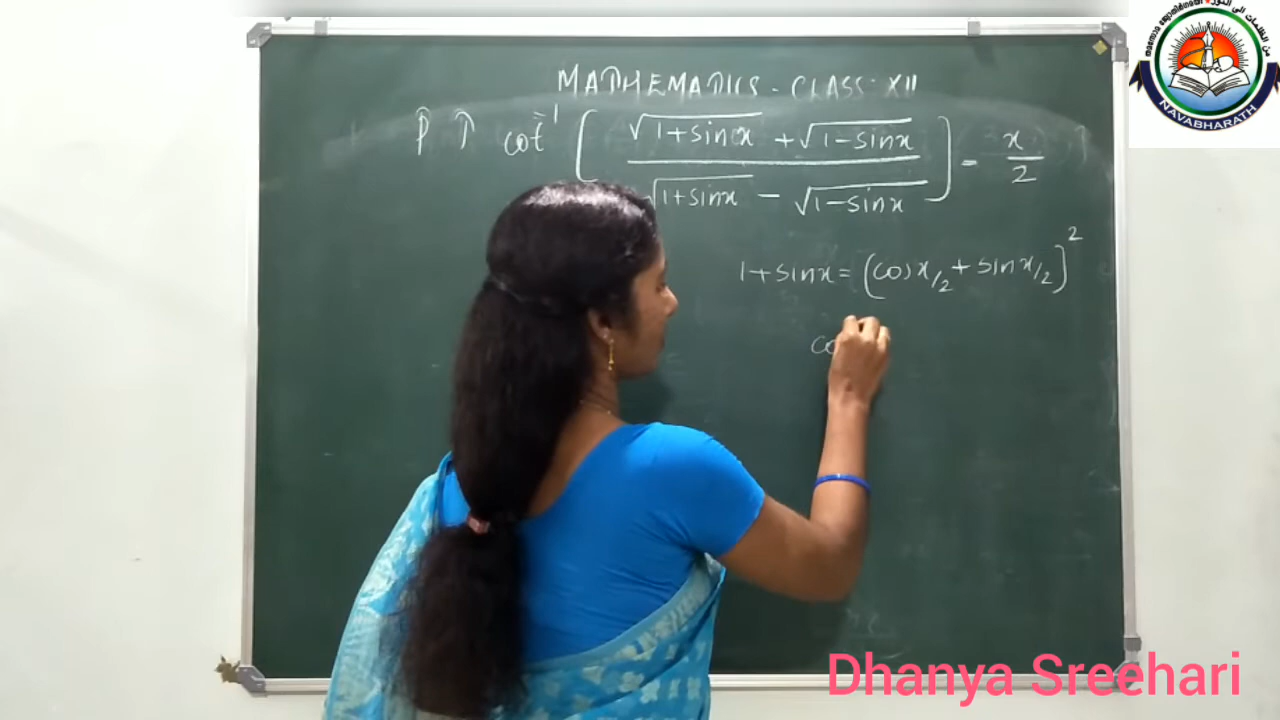 MATHEMATICS - CLASS - XII
P T cot⁻¹ [ (√(1+sinx) + √(1-sinx)) / (√(1+sinx) - √(1-sinx)) ] = x/2
1+sinx = (cos x/2 + sin x/2)²
co
NAVABHARATH
Dhanya Sreehari